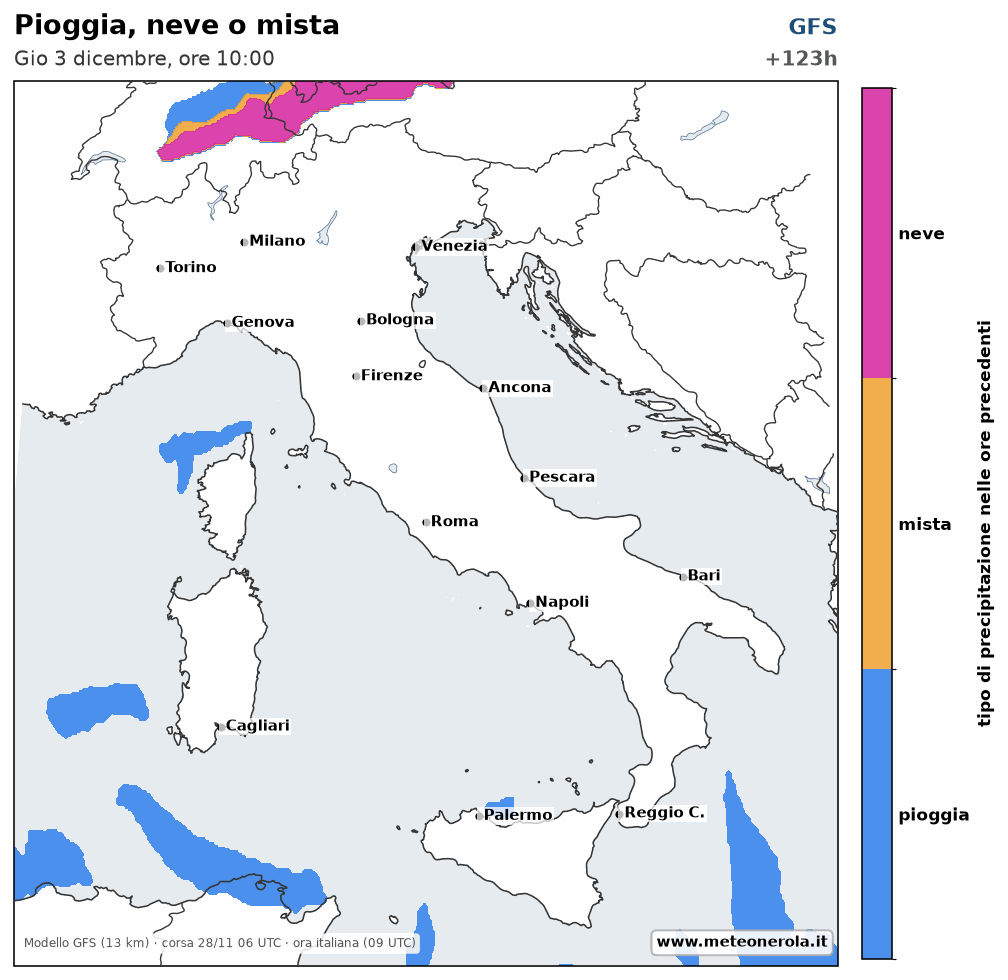 Pioggia, neve o mista
GFS
Gio 3 dicembre, ore 10:00
+123h
neve
Milano
Venezia
Torino
Genova
Bologna
Firenze
Ancona
Pescara
Roma
mista
Bari
Napoli
tipo di precipitazione nelle ore precedenti
Cagliari
Palermo
Reggio C.
pioggia
Modello GFS (13 km) · corsa 28/11 06 UTC · ora italiana (09 UTC)
www.meteonerola.it